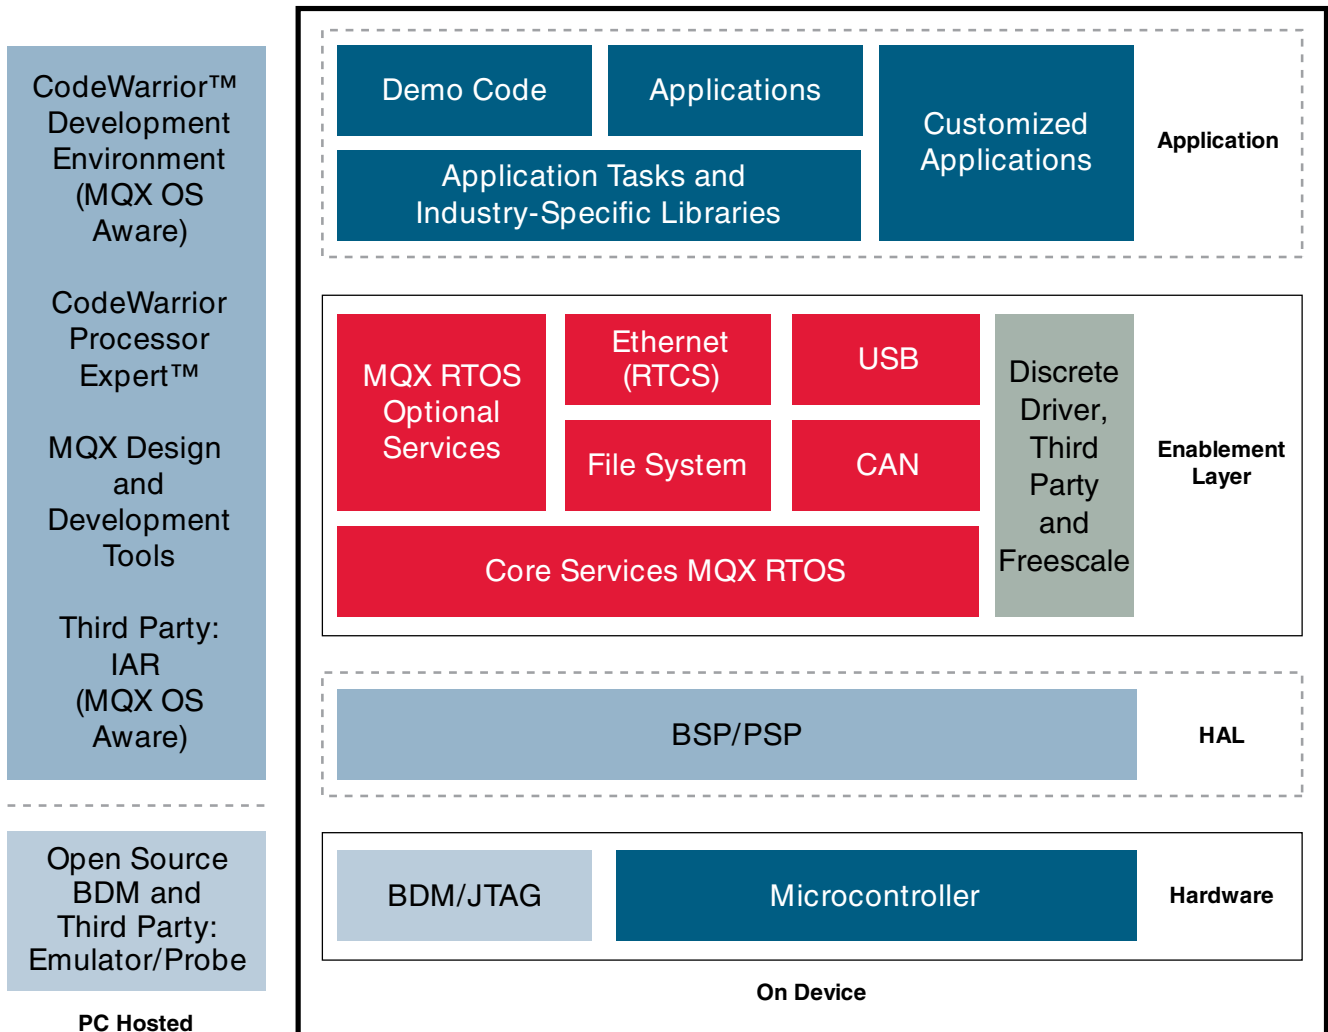 CodeWarrior™
Development
Environment
(MQX OS
Aware)
CodeWarrior
Processor
Expert™
MQX Design
and
Development
Tools
Third Party:
IAR
(MQX OS
Aware)
Open Source
BDM and
Third Party:
Emulator/Probe
PC Hosted
Demo Code
Applications
Customized
Applications
Application Tasks and
Industry-Specific Libraries
Application
MQX RTOS
Optional
Services
Ethernet
(RTCS)
USB
File System
CAN
Core Services MQX RTOS
Discrete
Driver,
Third
Party
and
Freescale
Enablement
Layer
BSP/PSP
HAL
BDM/JTAG
Microcontroller
Hardware
On Device